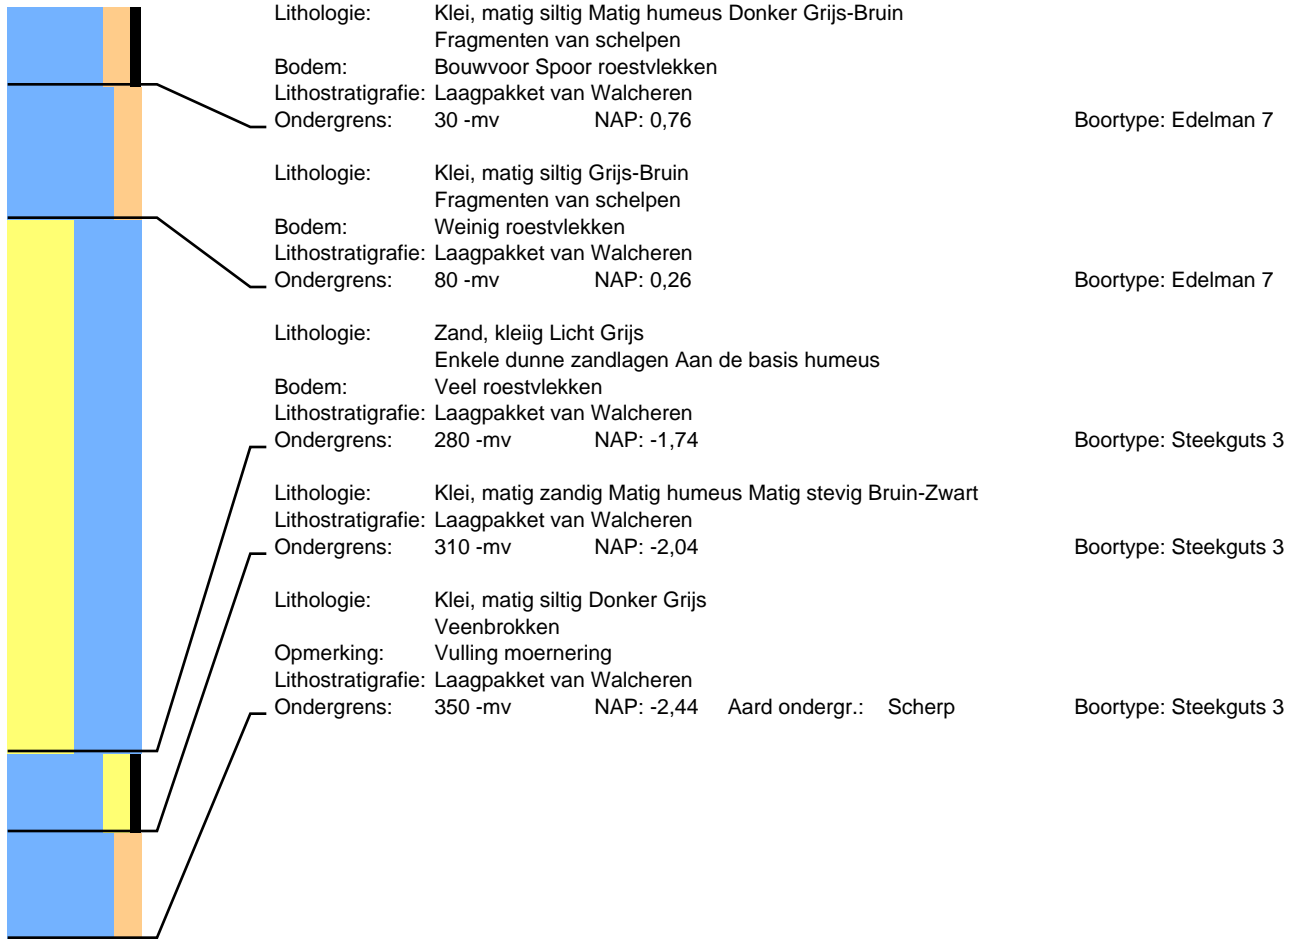 Lithologie: Klei, matig siltig Matig humeus Donker Grijs-Bruin
Fragmenten van schelpen
Bodem: Bouwvoor Spoor roestvlekken
Lithostratigrafie: Laagpakket van Walcheren
Ondergrens: 30 -mv NAP: 0,76 Boortype: Edelman 7
Lithologie: Klei, matig siltig Grijs-Bruin
Fragmenten van schelpen
Bodem: Weinig roestvlekken
Lithostratigrafie: Laagpakket van Walcheren
Ondergrens: 80 -mv NAP: 0,26 Boortype: Edelman 7
Lithologie: Zand, kleiig Licht Grijs
Enkele dunne zandlagen Aan de basis humeus
Bodem: Veel roestvlekken
Lithostratigrafie: Laagpakket van Walcheren
Ondergrens: 280 -mv NAP: -1,74 Boortype: Steekguts 3
Lithologie: Klei, matig zandig Matig humeus Matig stevig Bruin-Zwart
Lithostratigrafie: Laagpakket van Walcheren
Ondergrens: 310 -mv NAP: -2,04 Boortype: Steekguts 3
Lithologie: Klei, matig siltig Donker Grijs
Veenbrokken
Opmerking: Vulling moernering
Lithostratigrafie: Laagpakket van Walcheren
Ondergrens: 350 -mv NAP: -2,44 Aard ondergr.: Scherp Boortype: Steekguts 3